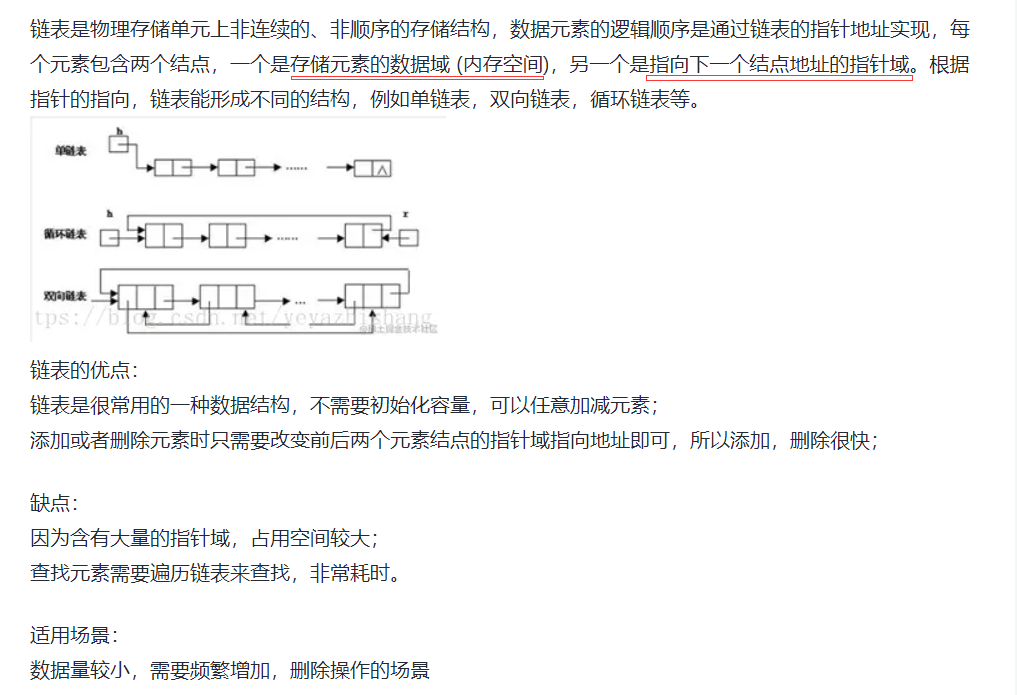 链表是物理存储单元上非连续的、非顺序的存储结构，数据元素的逻辑顺序是通过链表的指针地址实现，每
个元素包含两个结点，一个是存储元素的数据域 (内存空间)，另一个是指向下一个结点地址的指针域。根据
指针的指向，链表能形成不同的结构，例如单链表，双向链表，循环链表等。
h
单链表
……
∧
h
r
循环链表
……
双向链表
…
tps://blog.csdn.net/yeyazhishang
@稀土掘金技术社区
链表的优点：
链表是很常用的一种数据结构，不需要初始化容量，可以任意加减元素；
添加或者删除元素时只需要改变前后两个元素结点的指针域指向地址即可，所以添加，删除很快；
缺点：
因为含有大量的指针域，占用空间较大；
查找元素需要遍历链表来查找，非常耗时。
适用场景：
数据量较小，需要频繁增加，删除操作的场景